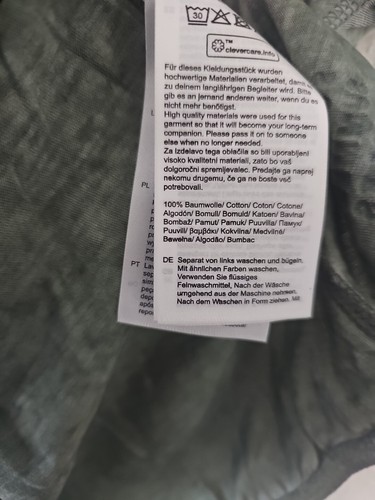 30
™
clevercare.info
Für dieses Kleidungsstück wurden
hochwertige Materialien verarbeitet,
zu deinem langjährigen Begleiter wird. Bitte
gib es an jemand anderen weiter, wenn du es
nicht mehr benötigst.
High quality materials were used for this
garment so that it will become your long-term
companion. Please pass it on to someone
else when no longer needed.
Za izdelavo tega oblačila so bili uporabljeni
visoko kvalitetni materiali, zato bo vaš
dolgoročni spremljevalec. Predajte ga naprej
nekomu drugemu, če ga ne boste več
potrebovali.
100% Baumwolle/ Cotton/ Coton/ Cotone/
Algodón/ Bomull/ Bomuld/ Katoen/ Bavlna/
Bombaž/ Pamut/ Pamuk/ Puuvilla/ Памук/
Puuvill/ βαμβάκι/ Kokvilna/ Medvilnė/
Bawełna/ Algodão/ Bumbac
DE Separat von links waschen und bügeln.
Mit ähnlichen Farben waschen.
Verwenden Sie flüssiges
Feinwaschmittel. Nach der Wäsche
umgehend aus der Maschine nehmen.
Nach dem Waschen in Form ziehen. Mit
PL
PT